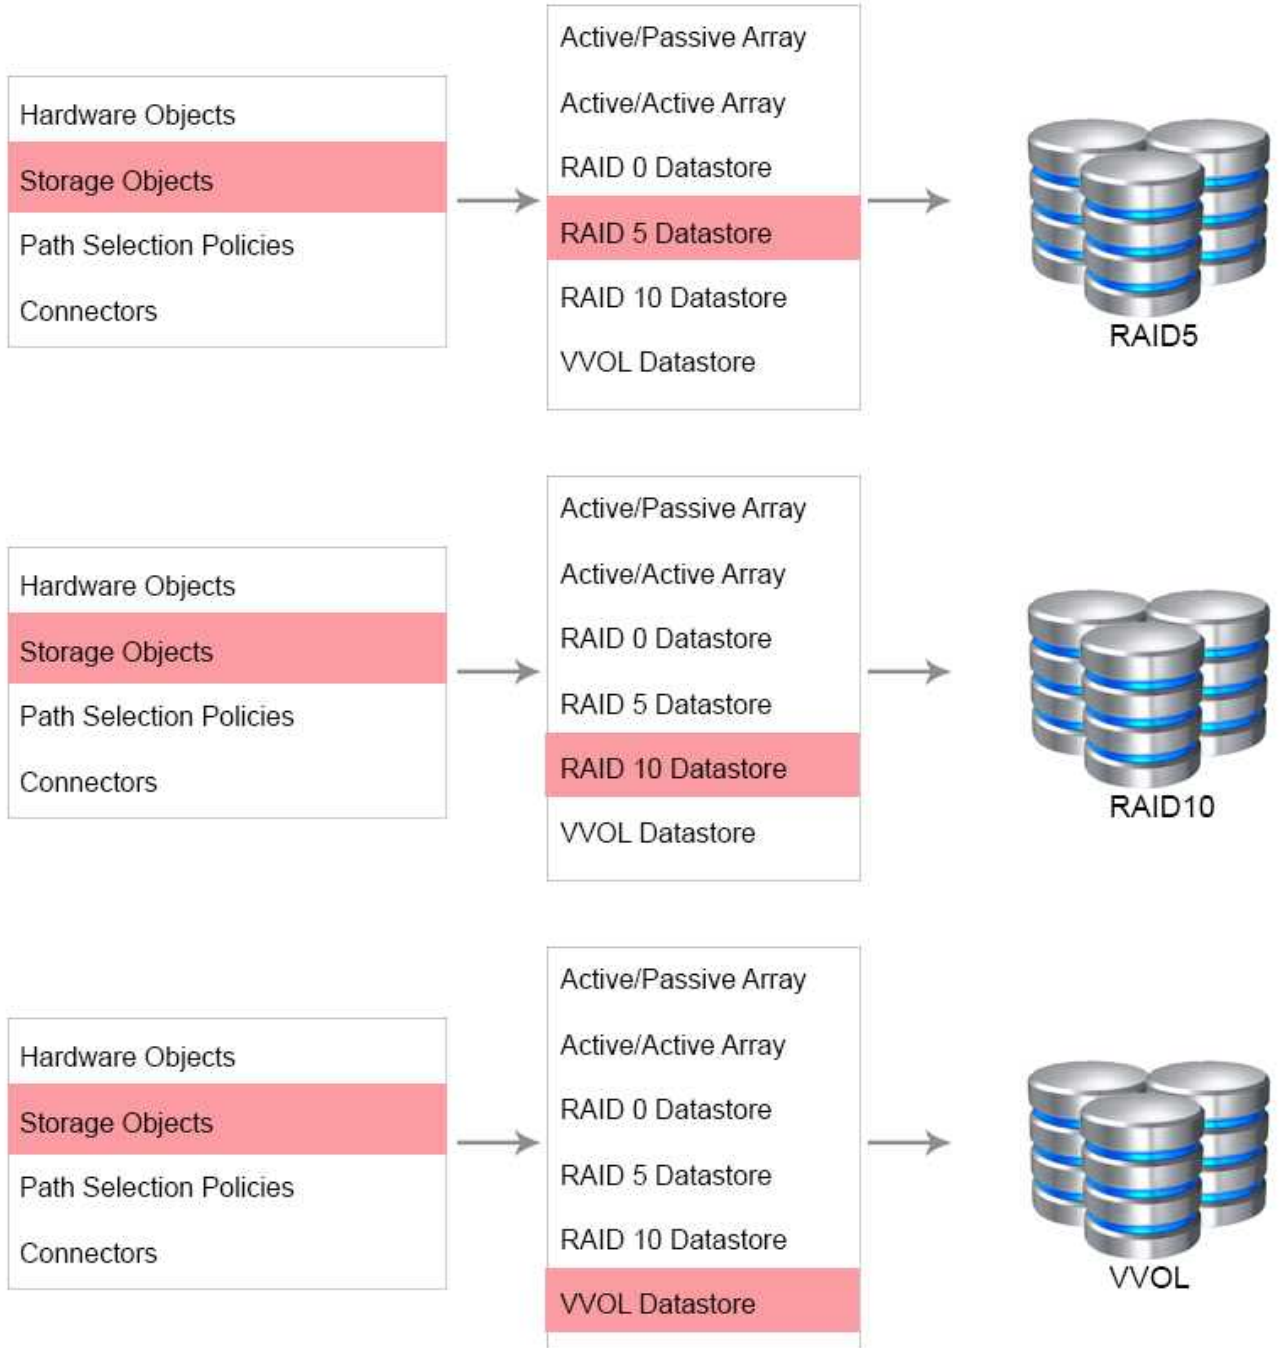 Hardware Objects
Storage Objects
Path Selection Policies
Connectors
Active/Passive Array
Active/Active Array
RAID 0 Datastore
RAID 5 Datastore
RAID 10 Datastore
VVOL Datastore
RAID5
Hardware Objects
Storage Objects
Path Selection Policies
Connectors
Active/Passive Array
Active/Active Array
RAID 0 Datastore
RAID 5 Datastore
RAID 10 Datastore
VVOL Datastore
RAID10
Hardware Objects
Storage Objects
Path Selection Policies
Connectors
Active/Passive Array
Active/Active Array
RAID 0 Datastore
RAID 5 Datastore
RAID 10 Datastore
VVOL Datastore
VVOL